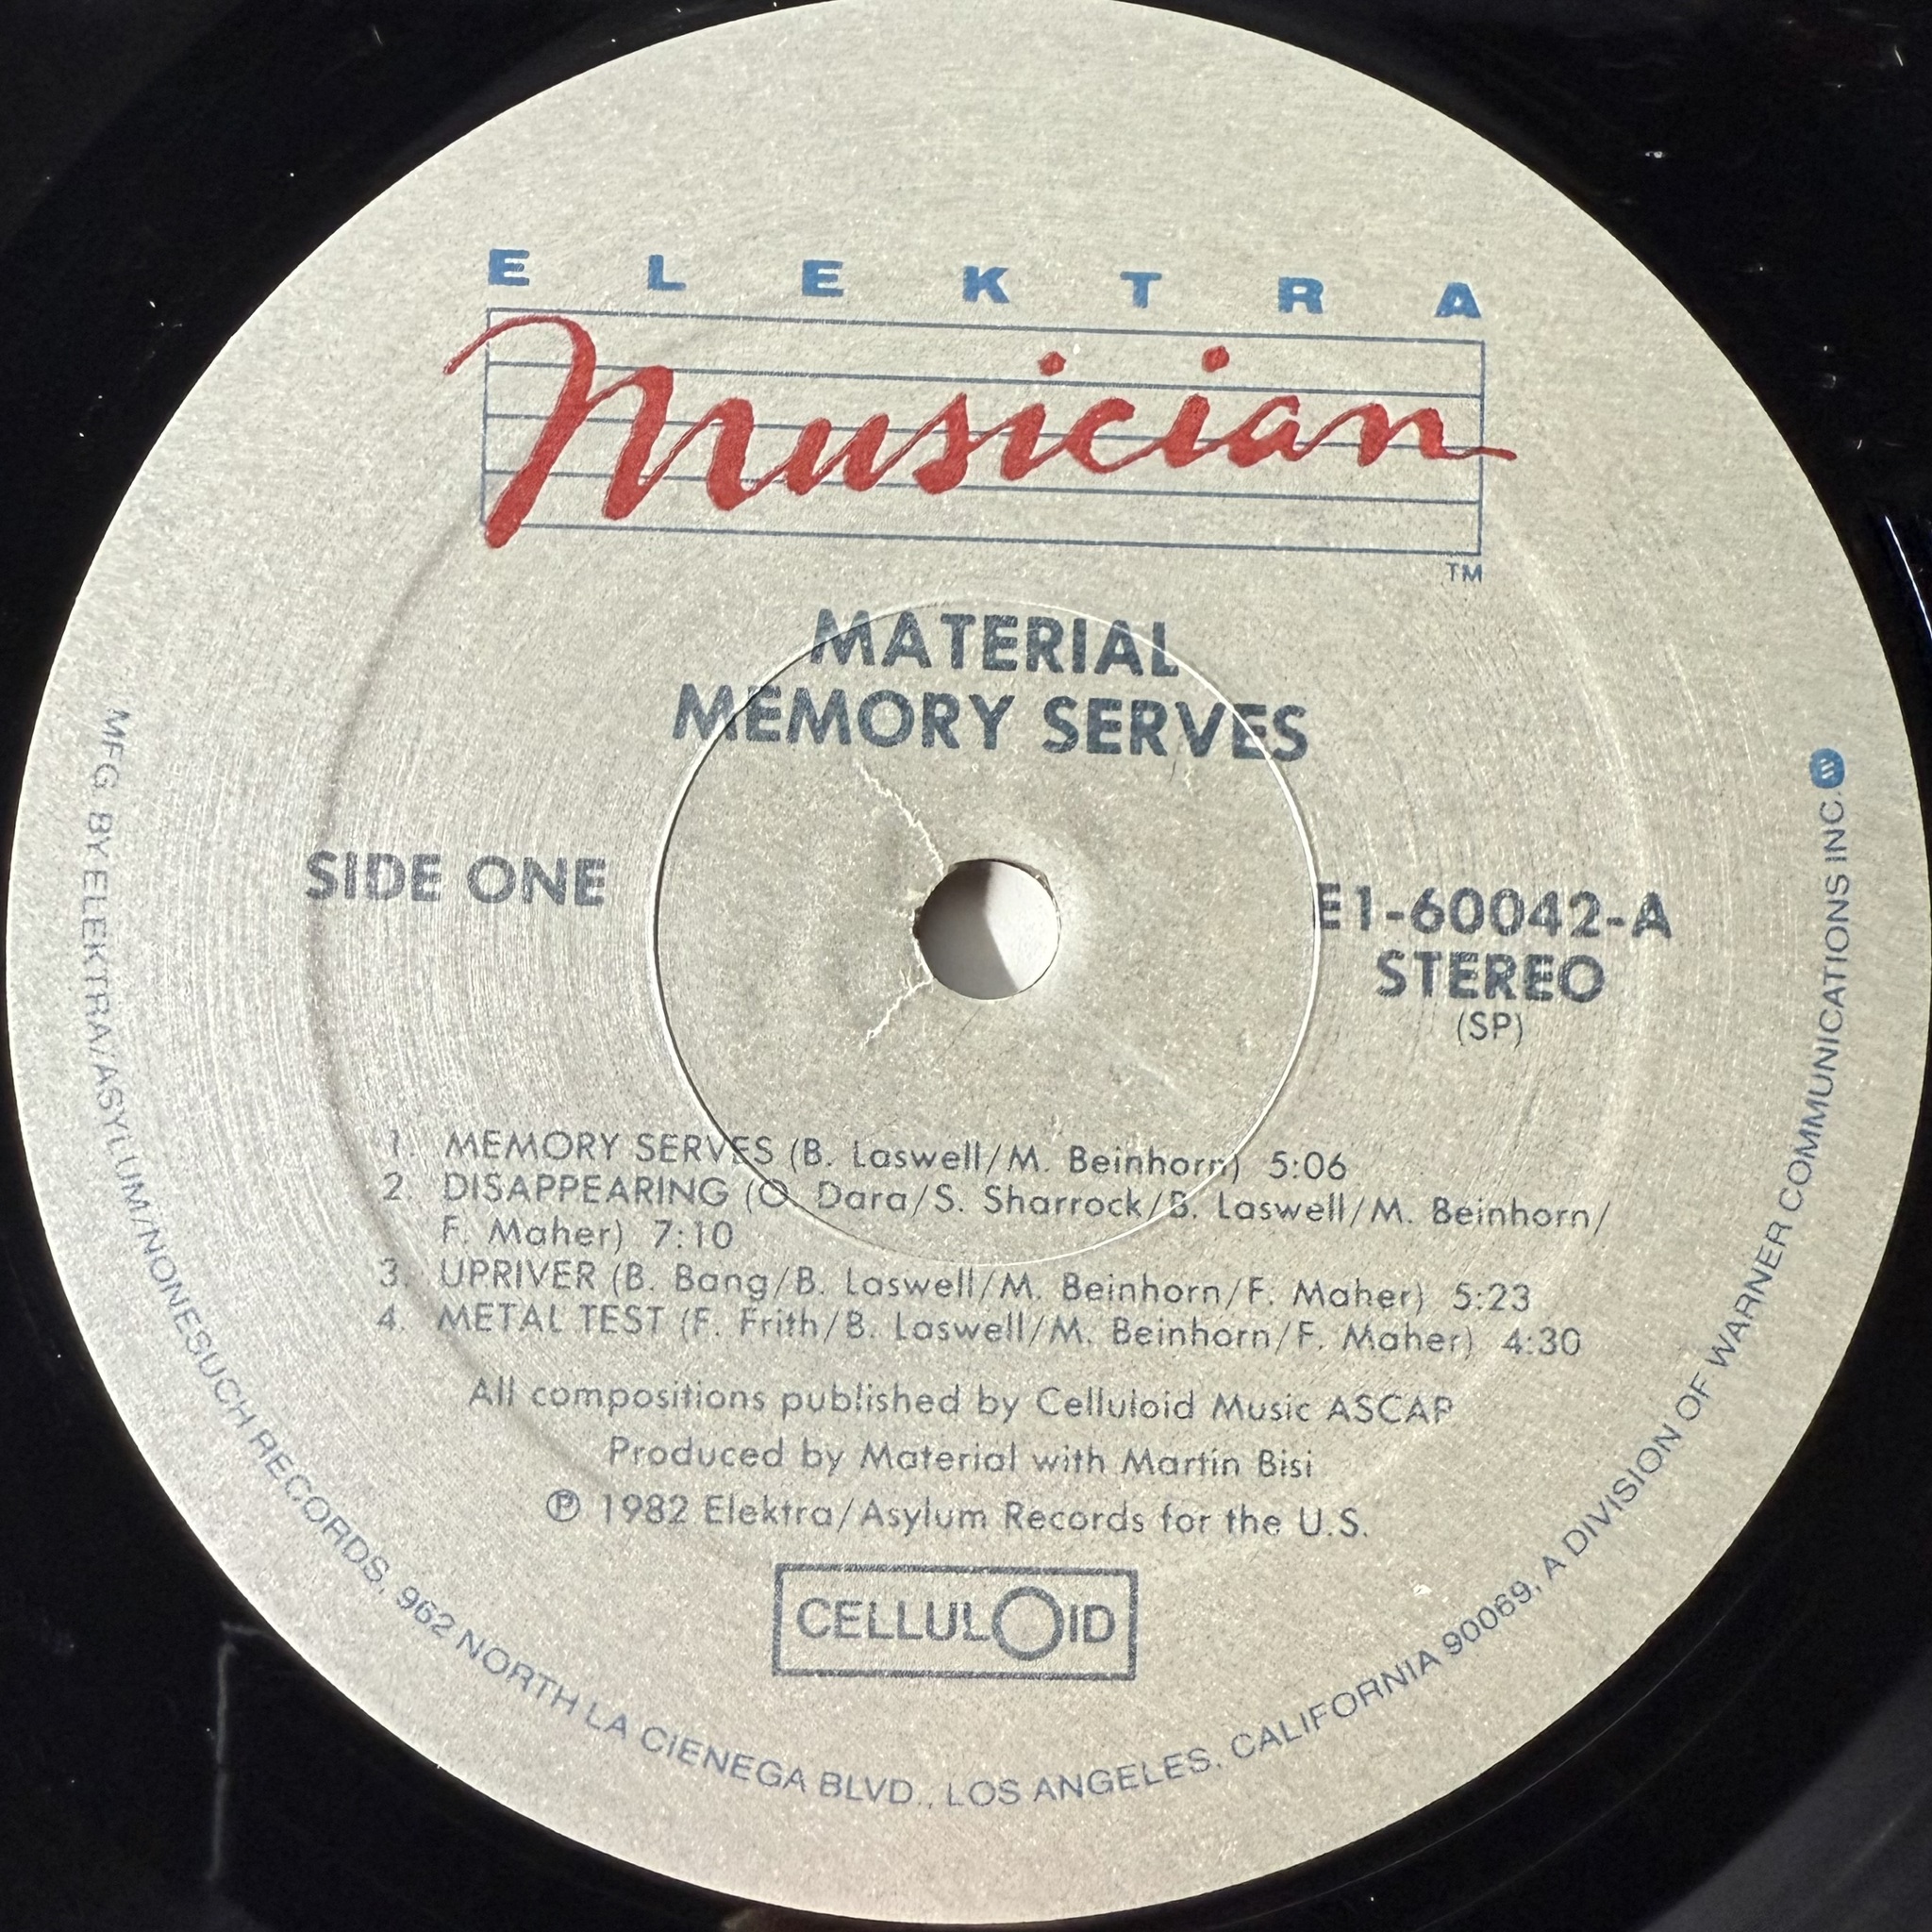 ELEKTRA
Musician
TM
MATERIAL
MEMORY SERVES
SIDE ONE
E1-60042-A
STEREO
(SP)
1. MEMORY SERVES (B. Laswell/M. Beinhorn) 5:06
2. DISAPPEARING (O. Dara/S. Sharrock/B. Laswell/M. Beinhorn/
F. Maher) 7:10
3. UPRIVER (B. Bang/B. Laswell/M. Beinhorn/F. Maher) 5:23
4. METAL TEST (F. Frith/B. Laswell/M. Beinhorn/F. Maher) 4:30
All compositions published by Celluloid Music ASCAP
Produced by Material with Martin Bisi
℗ 1982 Elektra/Asylum Records for the U.S.
CELLULOID
MFG BY ELEKTRA/ASYLUM/NONESUCH RECORDS, 962 NORTH LA CIENEGA BLVD., LOS ANGELES, CALIFORNIA 90069, A DIVISION OF WARNER COMMUNICATIONS INC.